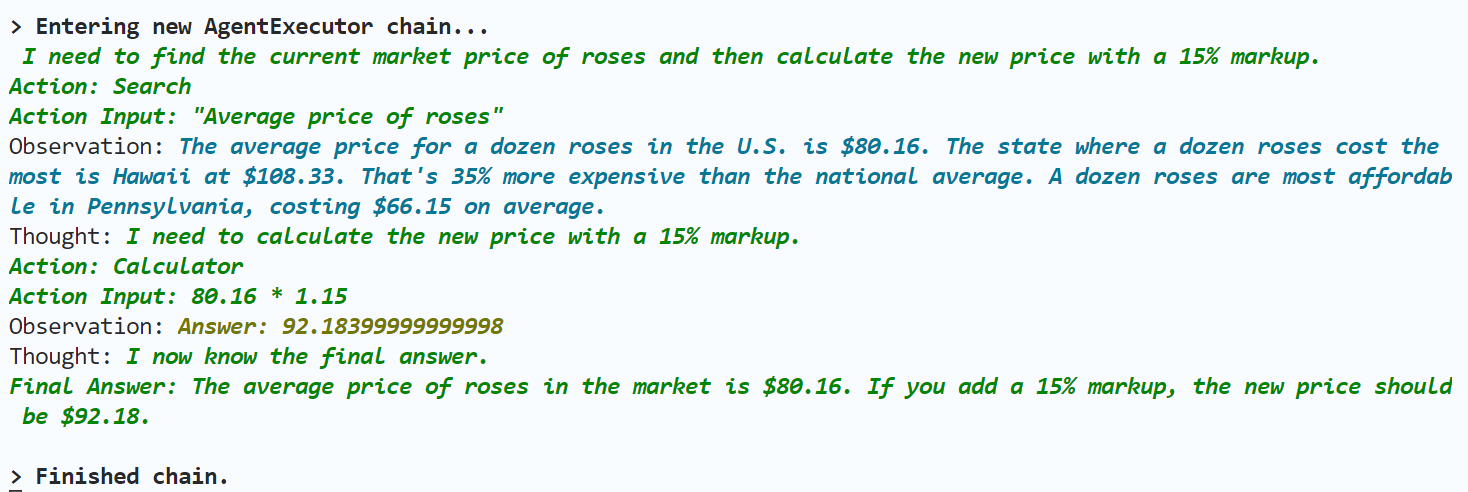 > Entering new AgentExecutor chain...
I need to find the current market price of roses and then calculate the new price with a 15% markup.
Action: Search
Action Input: "Average price of roses"
Observation: The average price for a dozen roses in the U.S. is $80.16. The state where a dozen roses cost the
most is Hawaii at $108.33. That's 35% more expensive than the national average. A dozen roses are most affordab
le in Pennsylvania, costing $66.15 on average.
Thought: I need to calculate the new price with a 15% markup.
Action: Calculator
Action Input: 80.16 * 1.15
Observation: Answer: 92.18399999999998
Thought: I now know the final answer.
Final Answer: The average price of roses in the market is $80.16. If you add a 15% markup, the new price should
be $92.18.
> Finished chain.